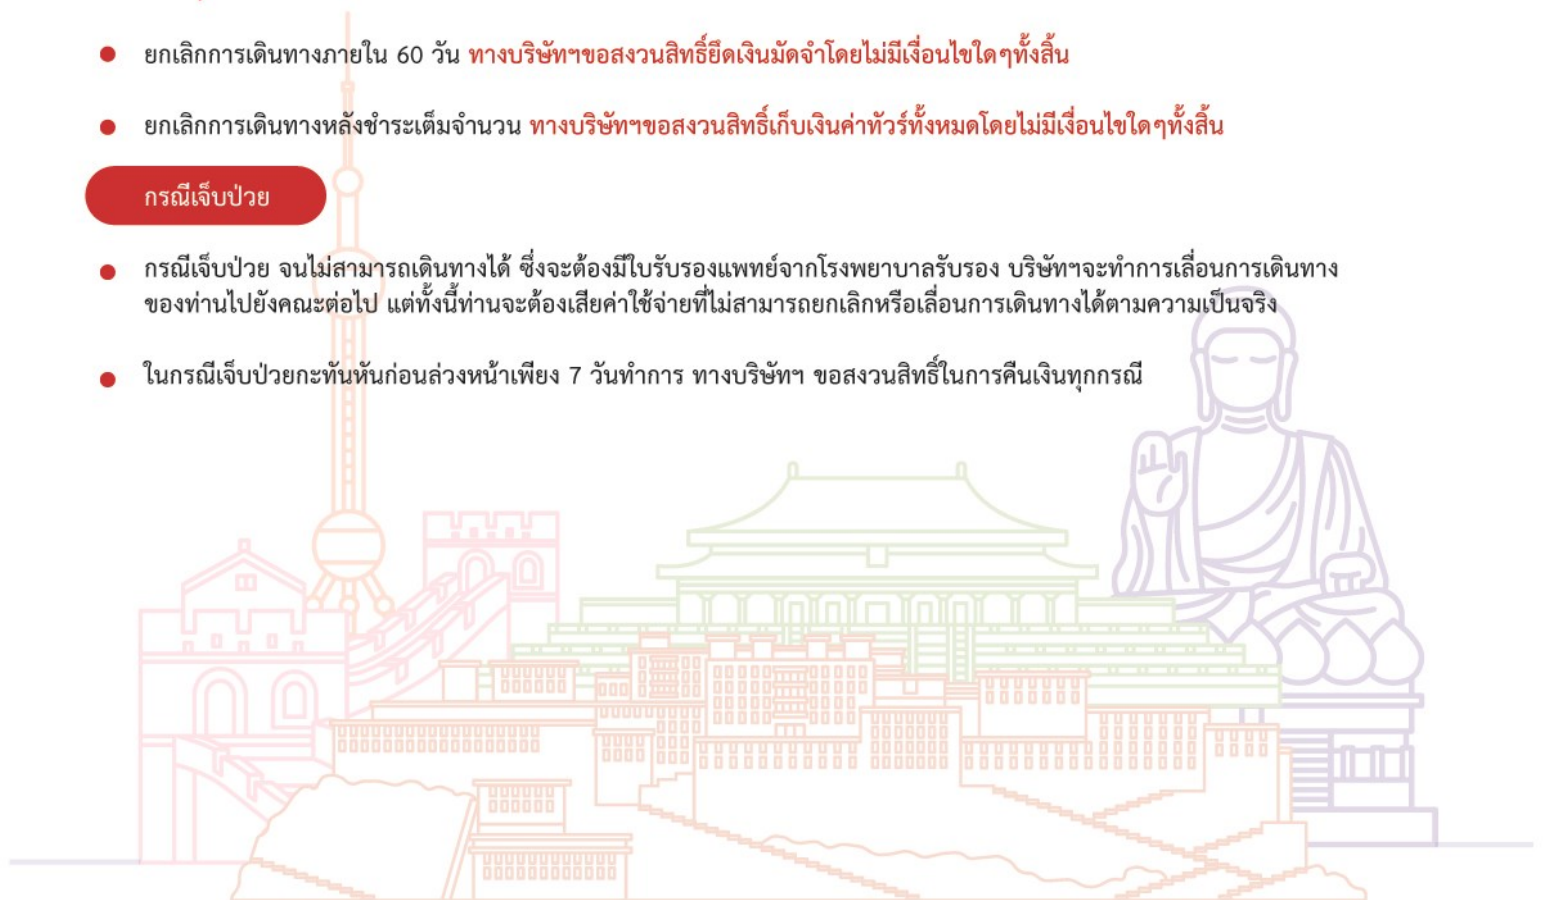 ยกเลิกการเดินทางภายใน 60 วัน ทางบริษัทฯขอสงวนสิทธิ์ยึดเงินมัดจำโดยไม่มีเงื่อนไขใดๆทั้งสิ้น
ยกเลิกการเดินทางหลังชำระเต็มจำนวน ทางบริษัทฯขอสงวนสิทธิ์เก็บเงินค่าทัวร์ทั้งหมดโดยไม่มีเงื่อนไขใดๆทั้งสิ้น
กรณีเจ็บป่วย
กรณีเจ็บป่วย จนไม่สามารถเดินทางได้ ซึ่งจะต้องมีใบรับรองแพทย์จากโรงพยาบาลรับรอง บริษัทฯจะทำการเลื่อนการเดินทาง
ของท่านไปยังคณะต่อไป แต่ทั้งนี้ท่านจะต้องเสียค่าใช้จ่ายที่ไม่สามารถยกเลิกหรือเลื่อนการเดินทางได้ตามความเป็นจริง
ในกรณีเจ็บป่วยกะทันหันก่อนล่วงหน้าเพียง 7 วันทำการ ทางบริษัทฯ ขอสงวนสิทธิ์ในการคืนเงินทุกกรณี